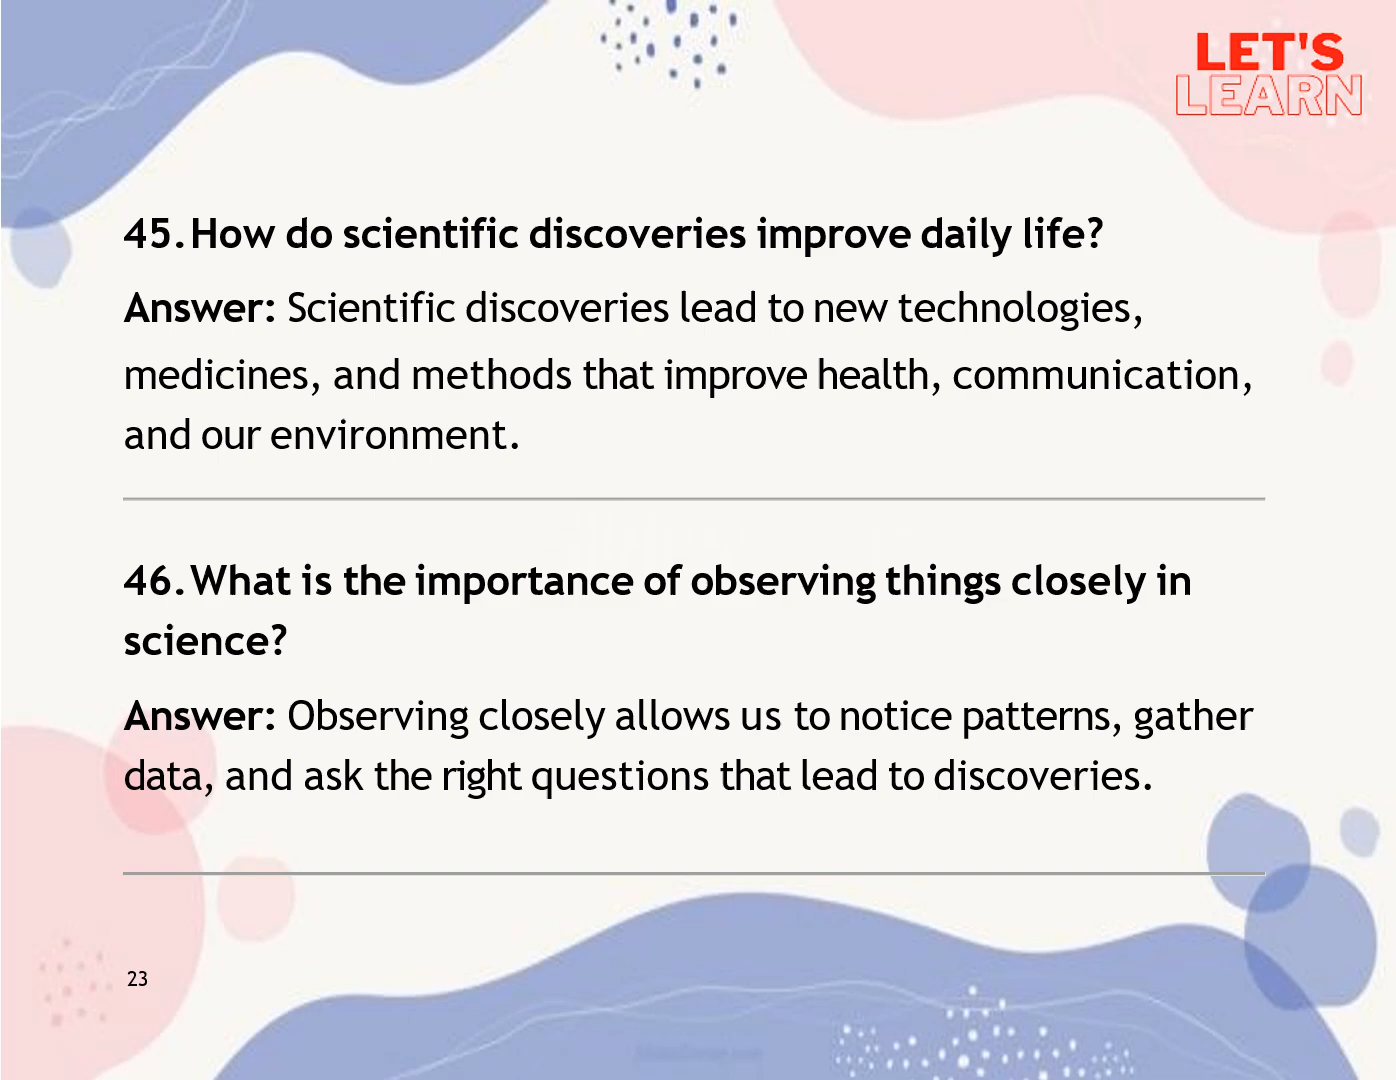 LET'S
LEARN
45.How do scientific discoveries improve daily life?
Answer: Scientific discoveries lead to new technologies,
medicines, and methods that improve health, communication,
and our environment.
46.What is the importance of observing things closely in
science?
Answer: Observing closely allows us to notice patterns, gather
data, and ask the right questions that lead to discoveries.
23